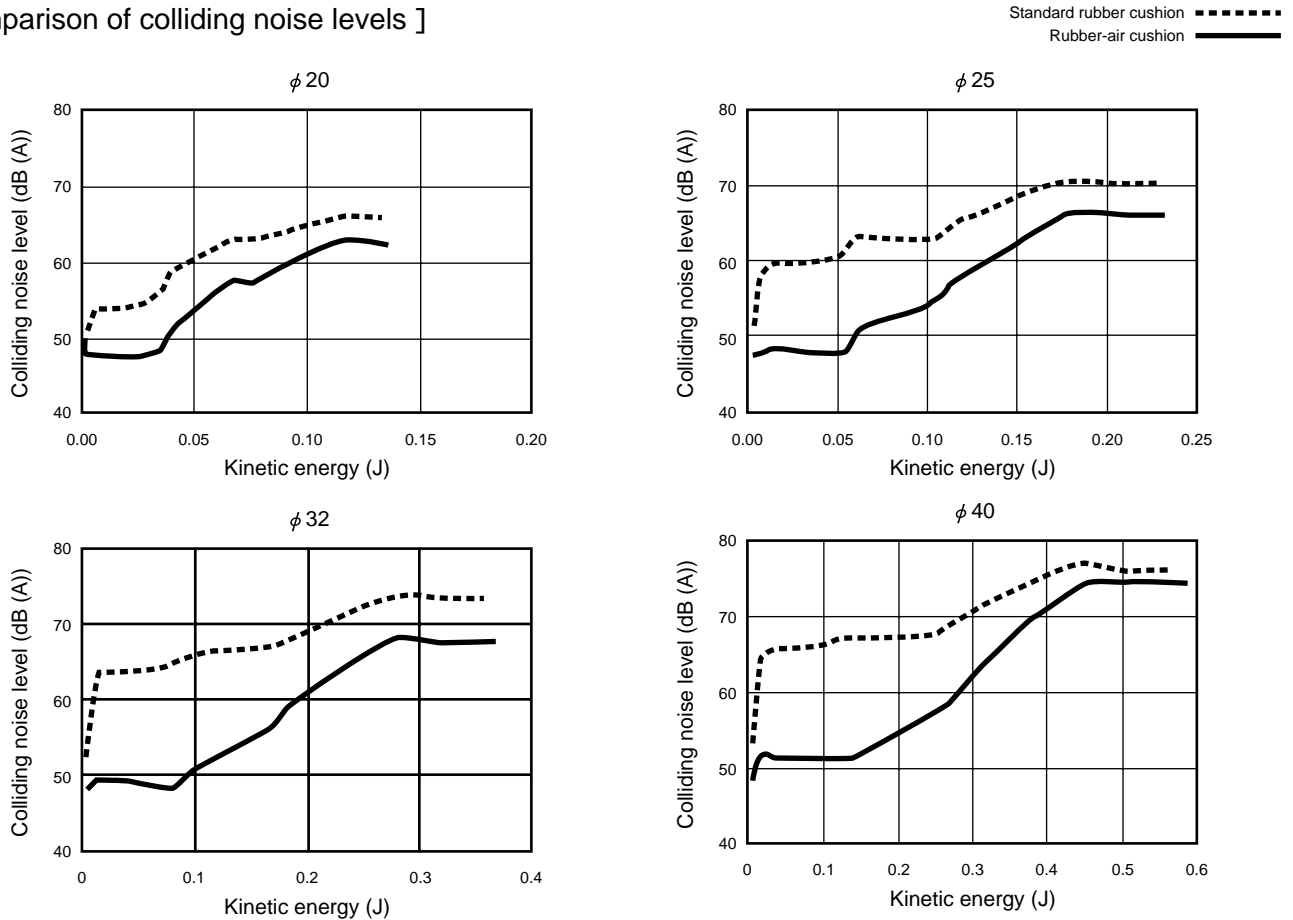 parison of colliding noise levels ]
Standard rubber cushion
Rubber-air cushion
ϕ 20
Colliding noise level (dB (A))
80
70
60
50
40
0.00 0.05 0.10 0.15 0.20
Kinetic energy (J)
ϕ 25
Colliding noise level (dB (A))
80
70
60
50
40
0.00 0.05 0.10 0.15 0.20 0.25
Kinetic energy (J)
ϕ 32
Colliding noise level (dB (A))
80
70
60
50
40
0 0.1 0.2 0.3 0.4
Kinetic energy (J)
ϕ 40
Colliding noise level (dB (A))
80
70
60
50
40
0 0.1 0.2 0.3 0.4 0.5 0.6
Kinetic energy (J)